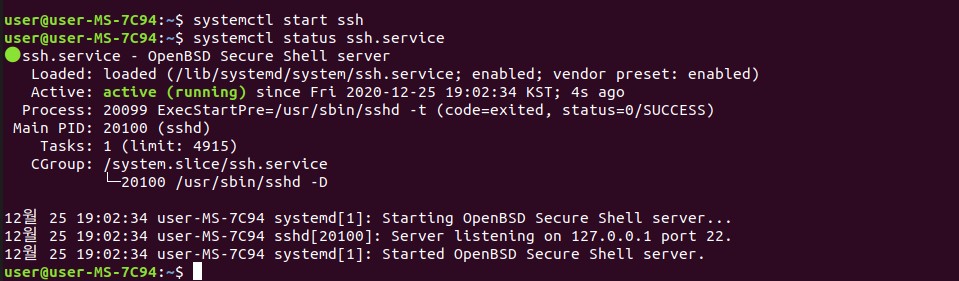 user@user-MS-7C94:~$ systemctl start ssh
user@user-MS-7C94:~$ systemctl status ssh.service
●ssh.service - OpenBSD Secure Shell server
   Loaded: loaded (/lib/systemd/system/ssh.service; enabled; vendor preset: enabled)
   Active: active (running) since Fri 2020-12-25 19:02:34 KST; 4s ago
  Process: 20099 ExecStartPre=/usr/sbin/sshd -t (code=exited, status=0/SUCCESS)
 Main PID: 20100 (sshd)
    Tasks: 1 (limit: 4915)
   CGroup: /system.slice/ssh.service
           └─20100 /usr/sbin/sshd -D

12월 25 19:02:34 user-MS-7C94 systemd[1]: Starting OpenBSD Secure Shell server...
12월 25 19:02:34 user-MS-7C94 sshd[20100]: Server listening on 127.0.0.1 port 22.
12월 25 19:02:34 user-MS-7C94 systemd[1]: Started OpenBSD Secure Shell server.
user@user-MS-7C94:~$